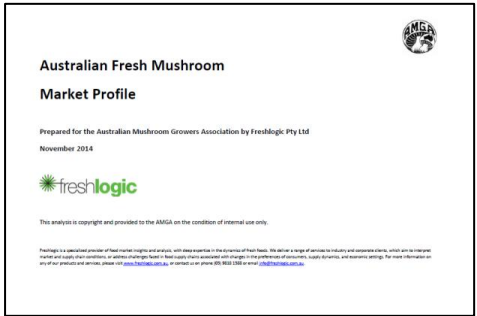 AMGA
Australian Fresh Mushroom
Market Profile
Prepared for the Australian Mushroom Growers Association by Freshlogic Pty Ltd
November 2014
freshlogic
This analysis is copyright and provided to the AMGA on the condition of internal use only.
Freshlogic is a specialized provider of food market insights and analysis, with deep expertise in the dynamics of fresh foods. We deliver a range of services to industry and corporate clients, which aim to interpret
market and supply chain conditions, or address challenges faced in food supply chains associated with changes in the preferences of consumers, supply dynamics, and economic settings. For more information on
any of our products and services, please visit www.freshlogic.com.au, or contact us on phone (03) 9818 1588 or email info@freshlogic.com.au.